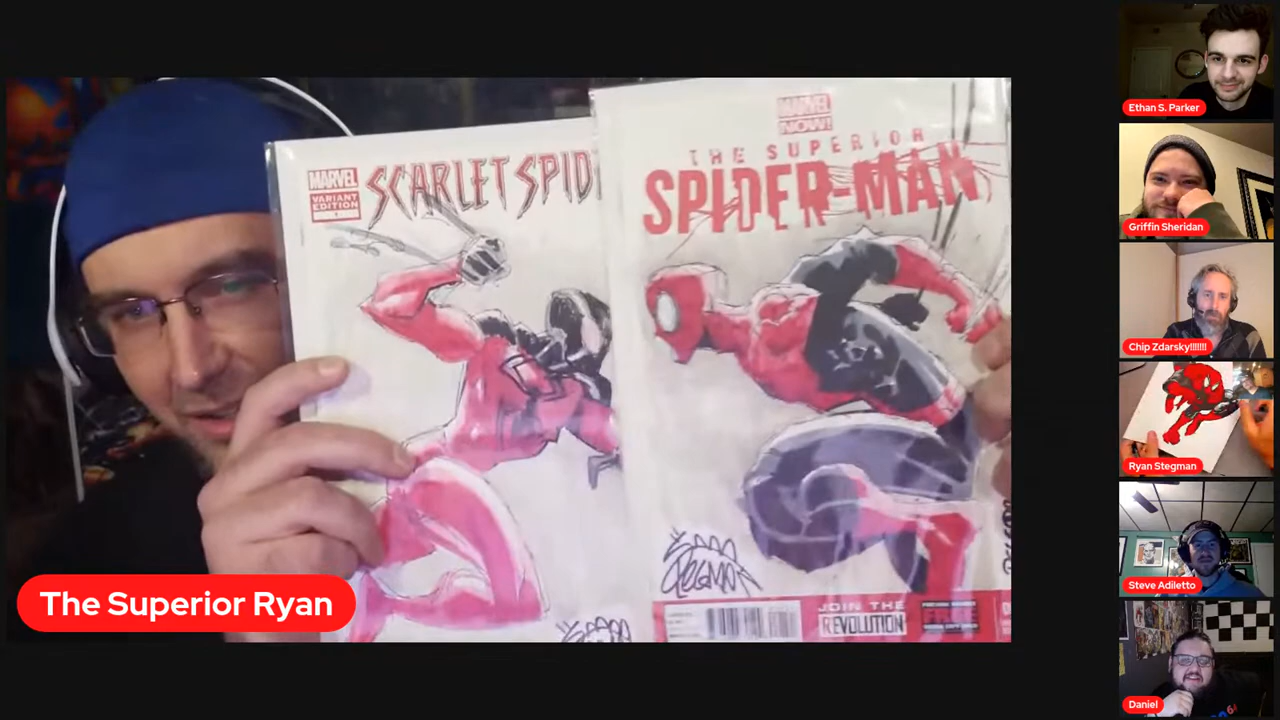 MARVEL
VARIANT
EDITION
SCARLET SPID
MARVEL
NOW!
THE SUPERIOR
SPIDER-MAN
JOIN THE
REVOLUTION
The Superior Ryan
Ethan S. Parker
Griffin Sheridan
Chip Zdarsky!!!!!!!
Ryan Stegman
Steve Adiletto
Daniel